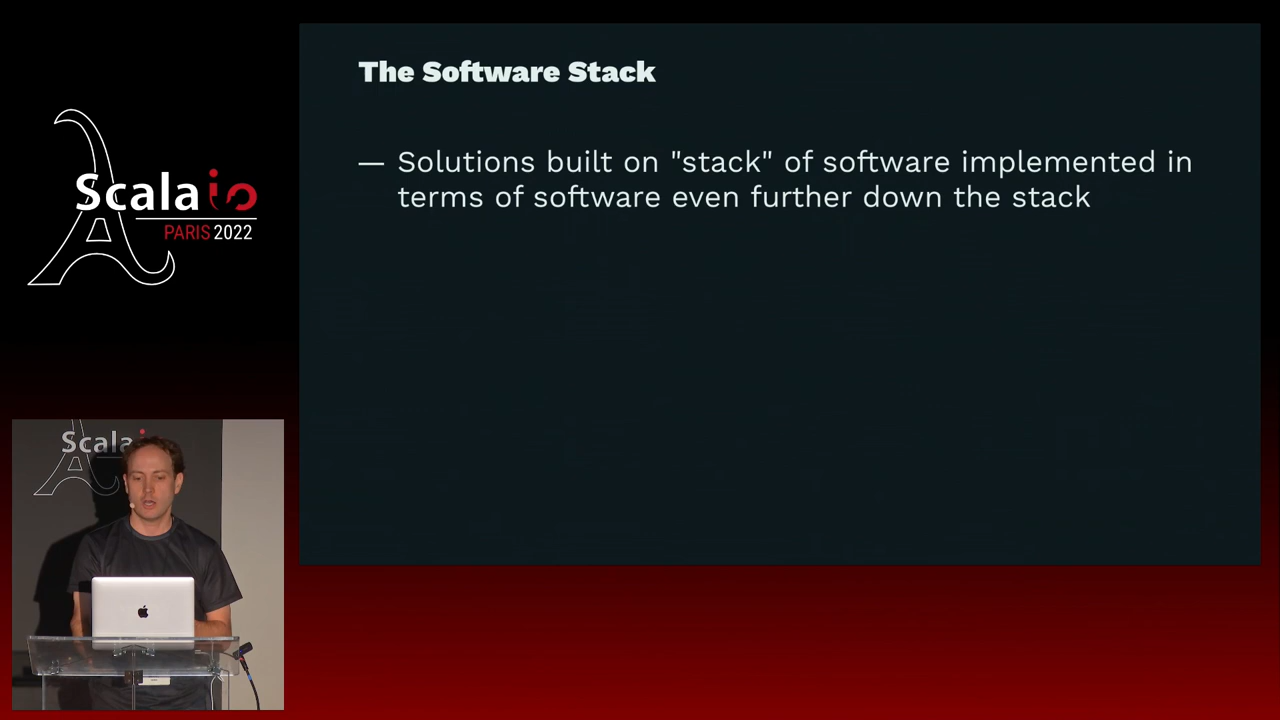 Scala io
PARIS 2022
The Software Stack
— Solutions built on "stack" of software implemented in
terms of software even further down the stack
Scala